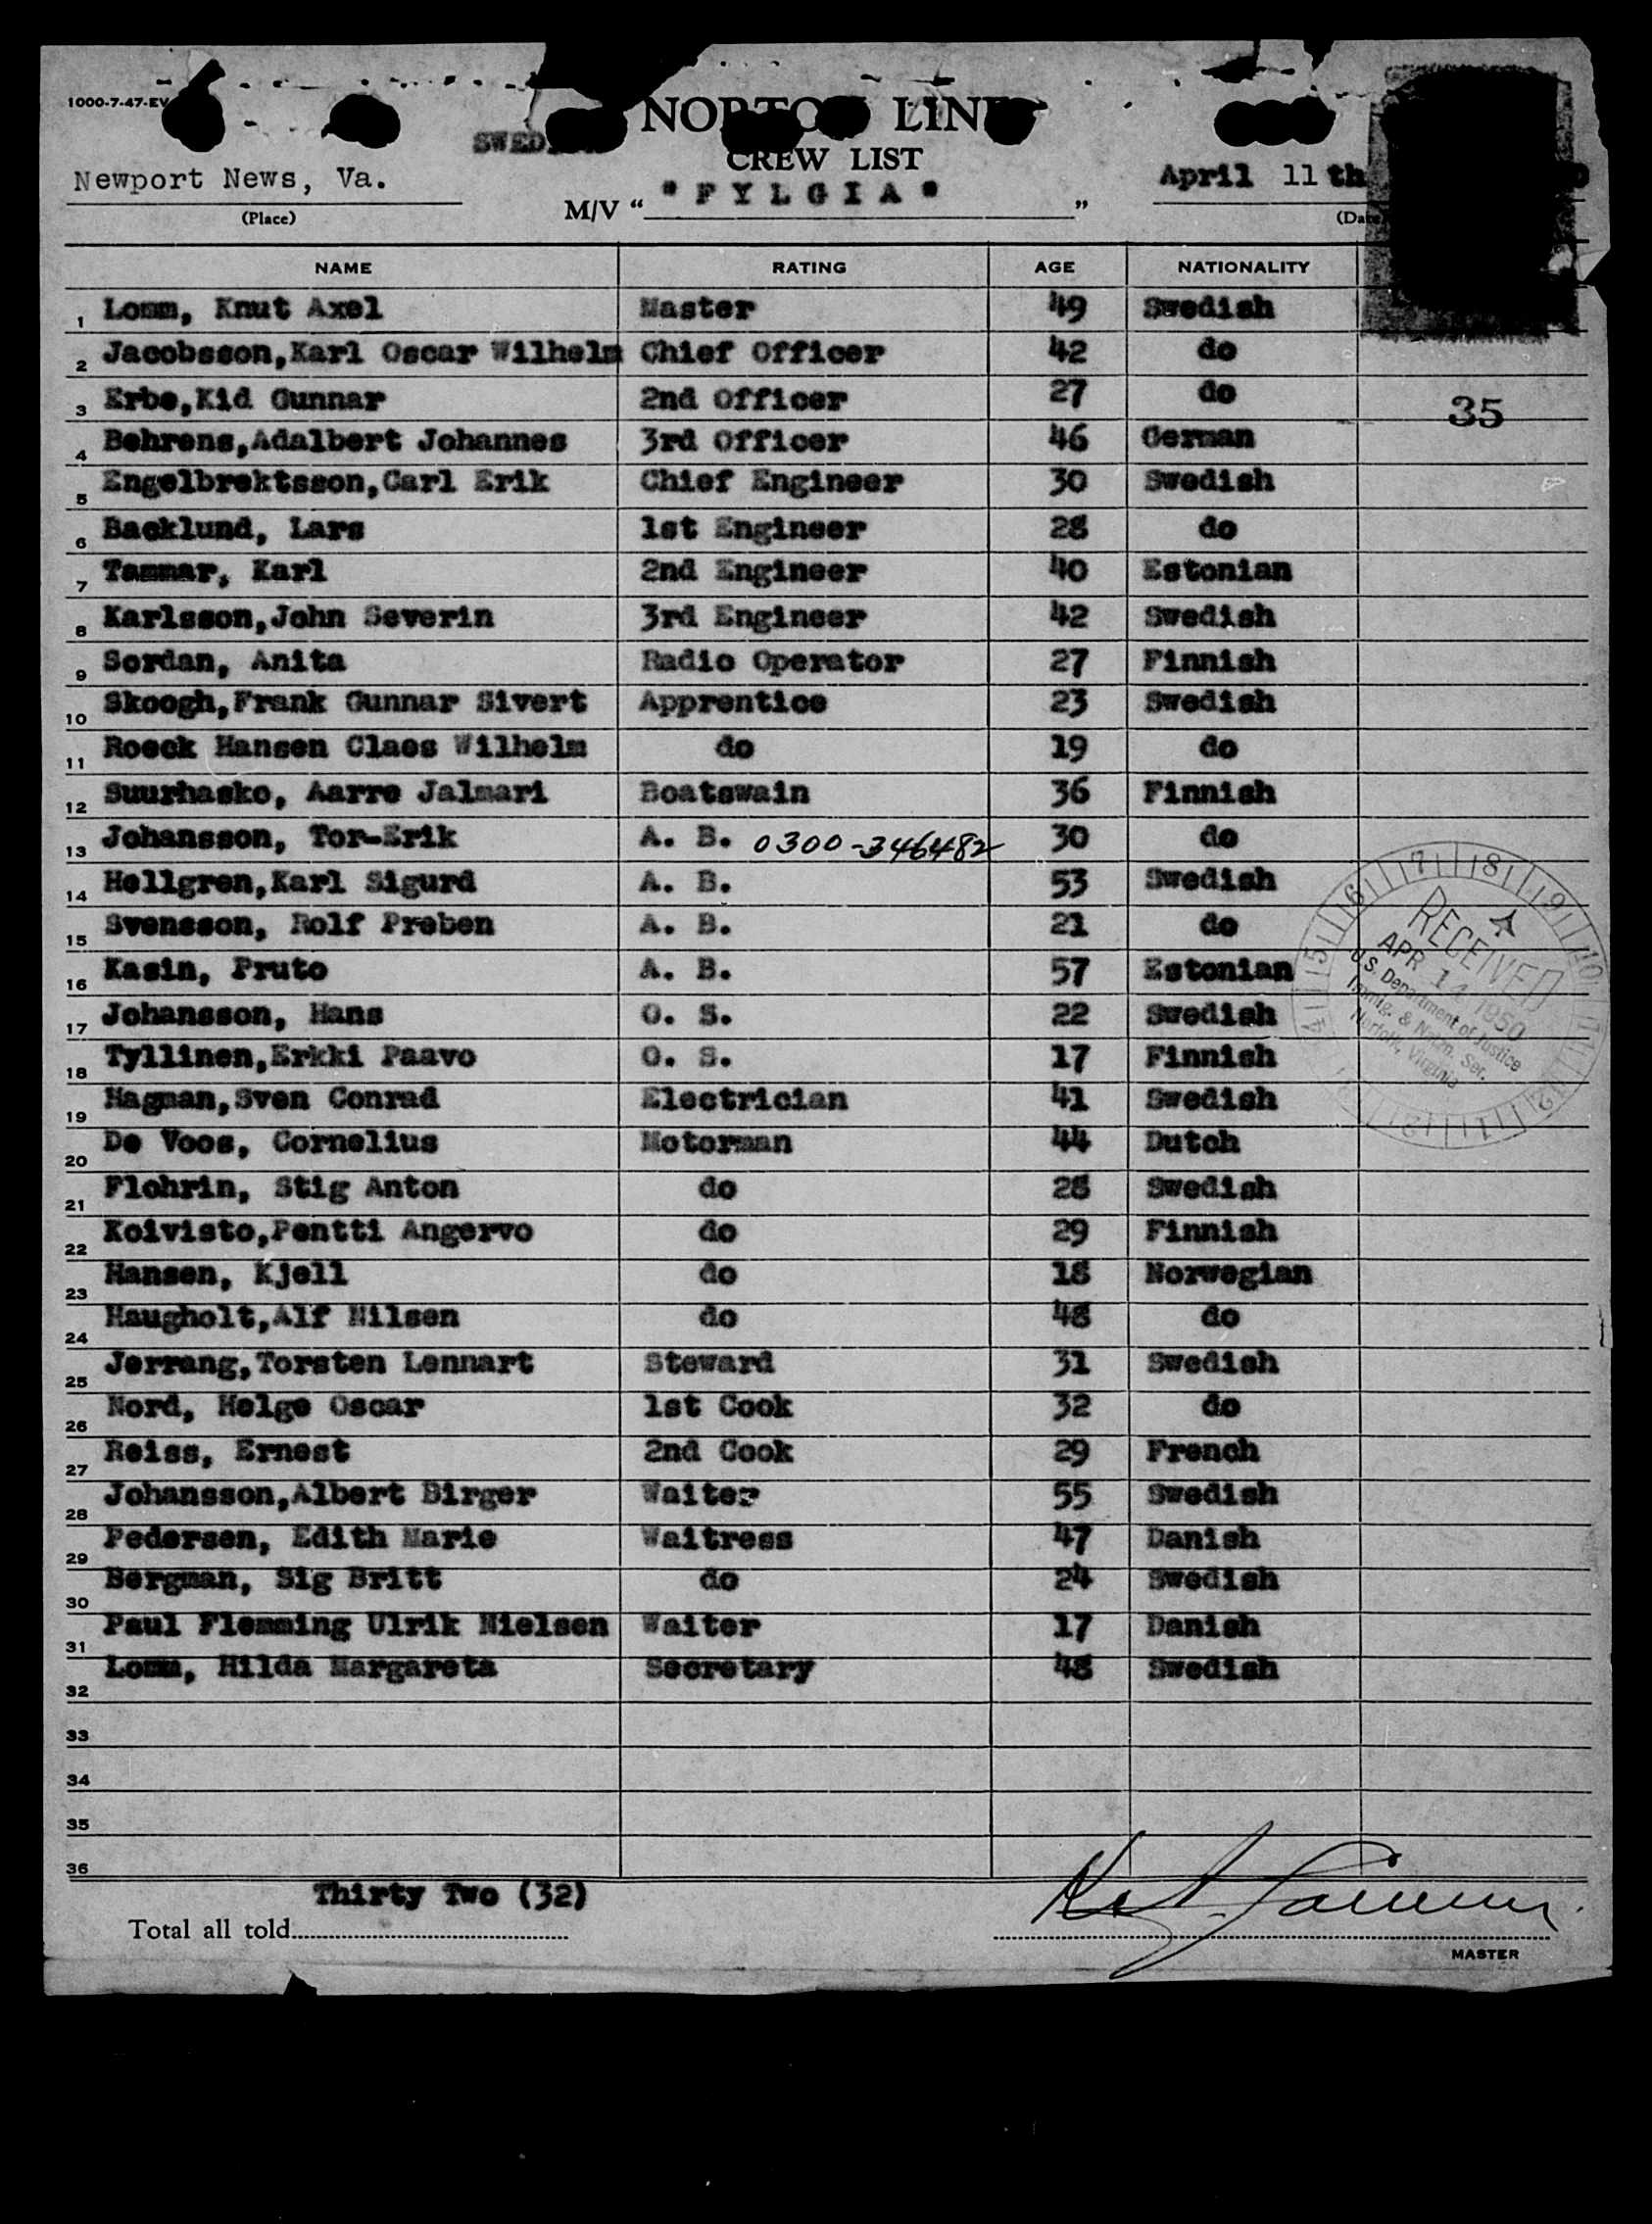 1000-7-47-EV
NORTON LINE
SWED
CREW LIST
Newport News, Va.
M/V " "FYLGIA" "
April 11th
(Place)
(Date
NAME RATING AGE NATIONALITY
1 Lomm, Knut Axel Master 49 Swedish
2 Jacobsson,Karl Oscar Wilhelm Chief Officer 42 do
3 Erbe,Kid Gunnar 2nd Officer 27 do
35
4 Behrens,Adalbert Johannes 3rd Officer 46 German
5 Engelbrektsson,Carl Erik Chief Engineer 30 Swedish
6 Backlund, Lars 1st Engineer 28 do
7 Tammar, Karl 2nd Engineer 40 Estonian
8 Karlsson,John Severin 3rd Engineer 42 Swedish
9 Sordan, Anita Radio Operator 27 Finnish
10 Skoogh,Frank Gunnar Sivert Apprentice 23 Swedish
11 Roeck Hansen Claes Wilhelm do 19 do
12 Suurhasko, Aarre Jalmari Boatswain 36 Finnish
13 Johansson, Tor-Erik A. B. 0300-346482 30 do
14 Hellgren,Karl Sigurd A. B. 53 Swedish
15 Svensson, Rolf Preben A. B. 21 do
16 Kasin, Pruto A. B. 57 Estonian
17 Johansson, Hans O. S. 22 Swedish
18 Tyllinen,Erkki Paavo O. S. 17 Finnish
19 Hagman,Sven Conrad Electrician 41 Swedish
20 De Voos, Cornelius Motorman 44 Dutch
21 Flohrin, Stig Anton do 28 Swedish
22 Koivisto,Pentti Angervo do 29 Finnish
23 Hansen, Kjell do 18 Norwegian
24 Haugholt,Alf Nilsen do 48 do
25 Jerrang,Torsten Lennart Steward 31 Swedish
26 Nord, Helge Oscar 1st Cook 32 do
27 Reiss, Ernest 2nd Cook 29 French
28 Johansson,Albert Birger Waiter 55 Swedish
29 Pedersen, Edith Marie Waitress 47 Danish
30 Bergman, Sig Britt do 24 Swedish
31 Paul Flemming Ulrik Nielsen Waiter 17 Danish
32 Lomm, Hilda Margareta Secretary 48 Swedish
33
34
35
36
RECEIVED
APR 14 1950
U.S. Department of Justice
Immig. & Natzn. Ser.
Norfolk, Virginia
Thirty Two (32)
Total all told
MASTER